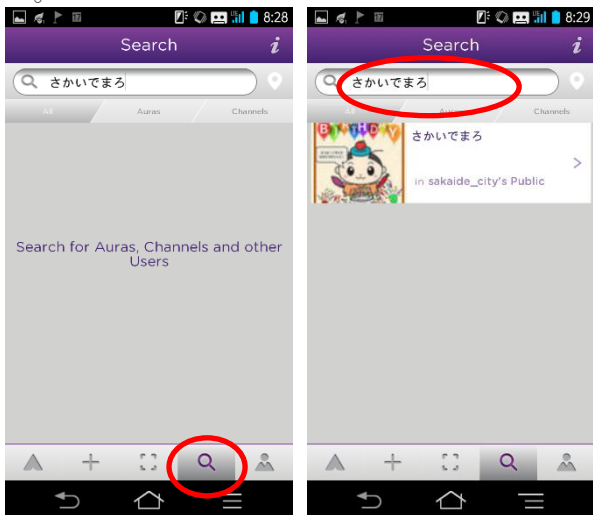 8:28
Search
i
さかいでまろ
All
Auras
Channels
Search for Auras, Channels and other
Users
8:29
Search
i
さかいでまろ
All
Auras
Channels
BIRTHDAY
さかいでまろ
in sakaide_city's Public